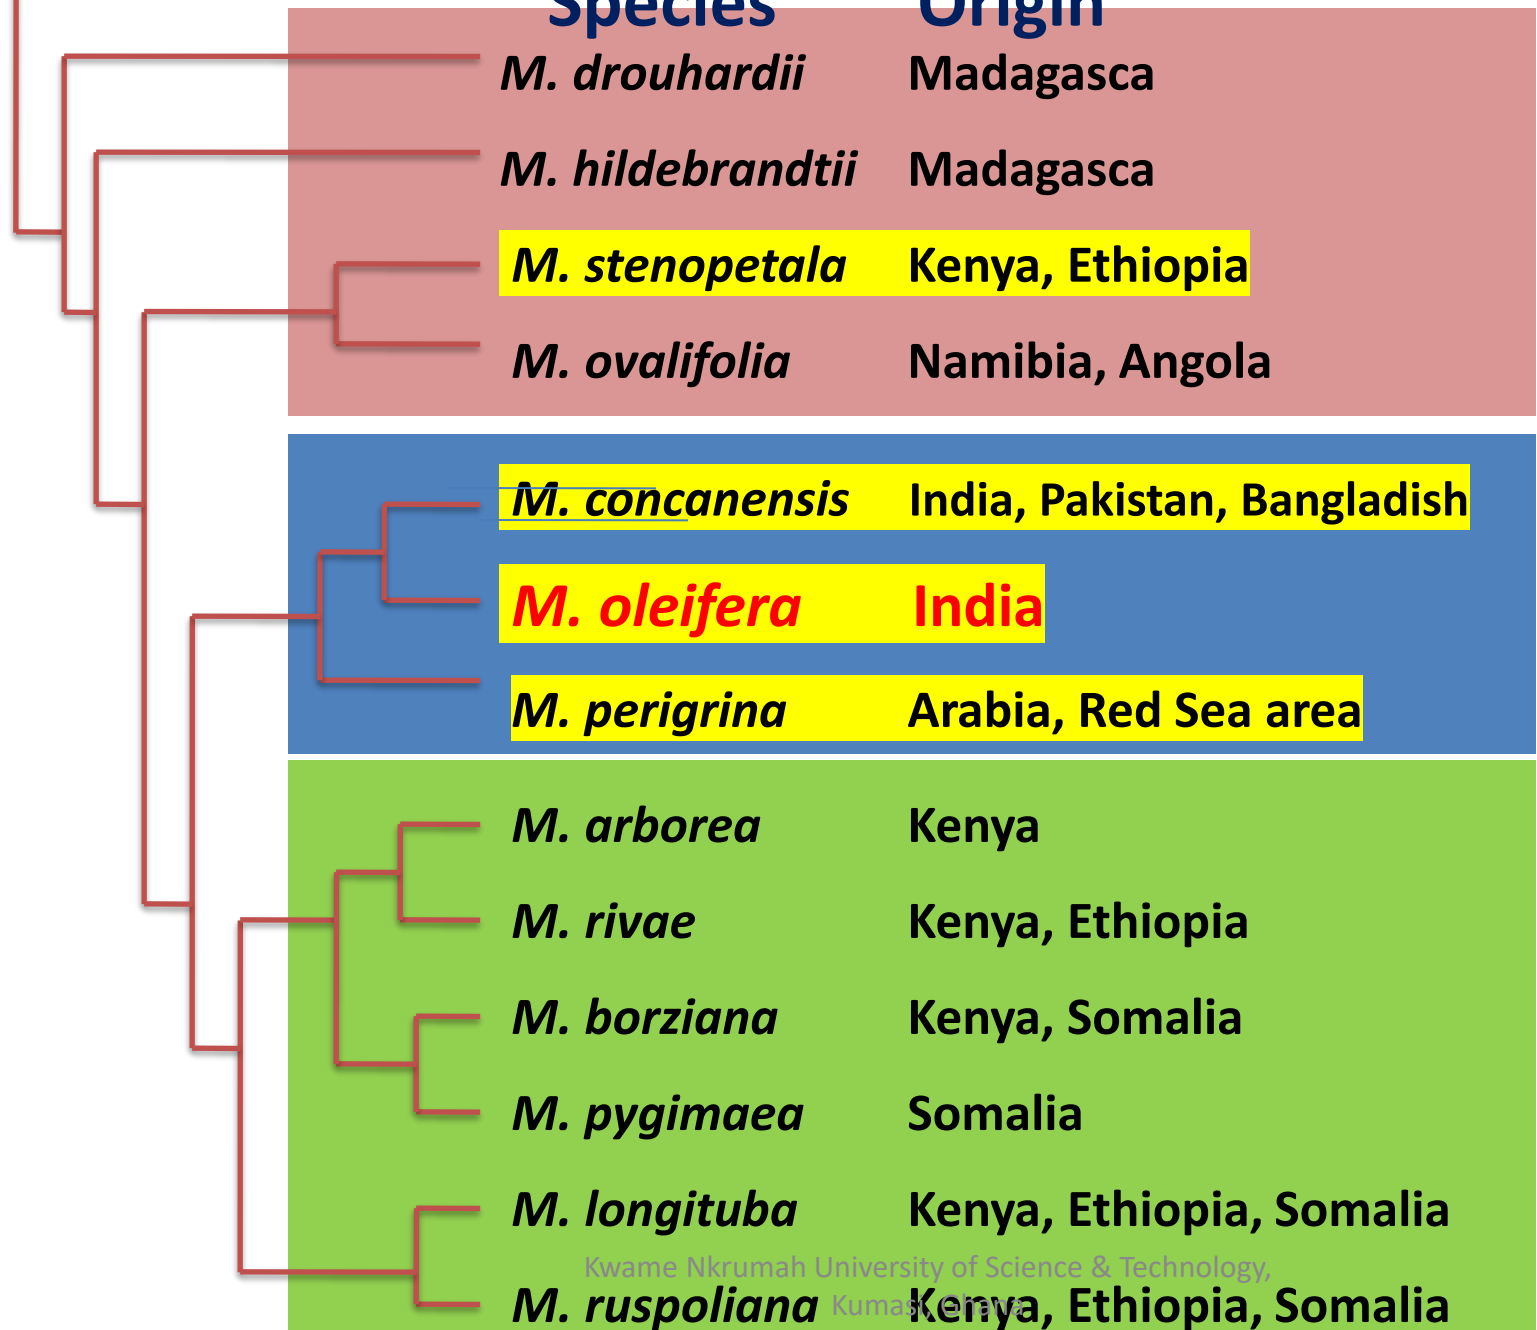 Species Origin
M. drouhardii Madagasca
M. hildebrandtii Madagasca
M. stenopetala Kenya, Ethiopia
M. ovalifolia Namibia, Angola
M. concanensis India, Pakistan, Bangladish
M. oleifera India
M. perigrina Arabia, Red Sea area
M. arborea Kenya
M. rivae Kenya, Ethiopia
M. borziana Kenya, Somalia
M. pygimaea Somalia
M. longituba Kenya, Ethiopia, Somalia
Kwame Nkrumah University of Science & Technology,
Kumasi, Ghana
M. ruspoliana Kenya, Ethiopia, Somalia